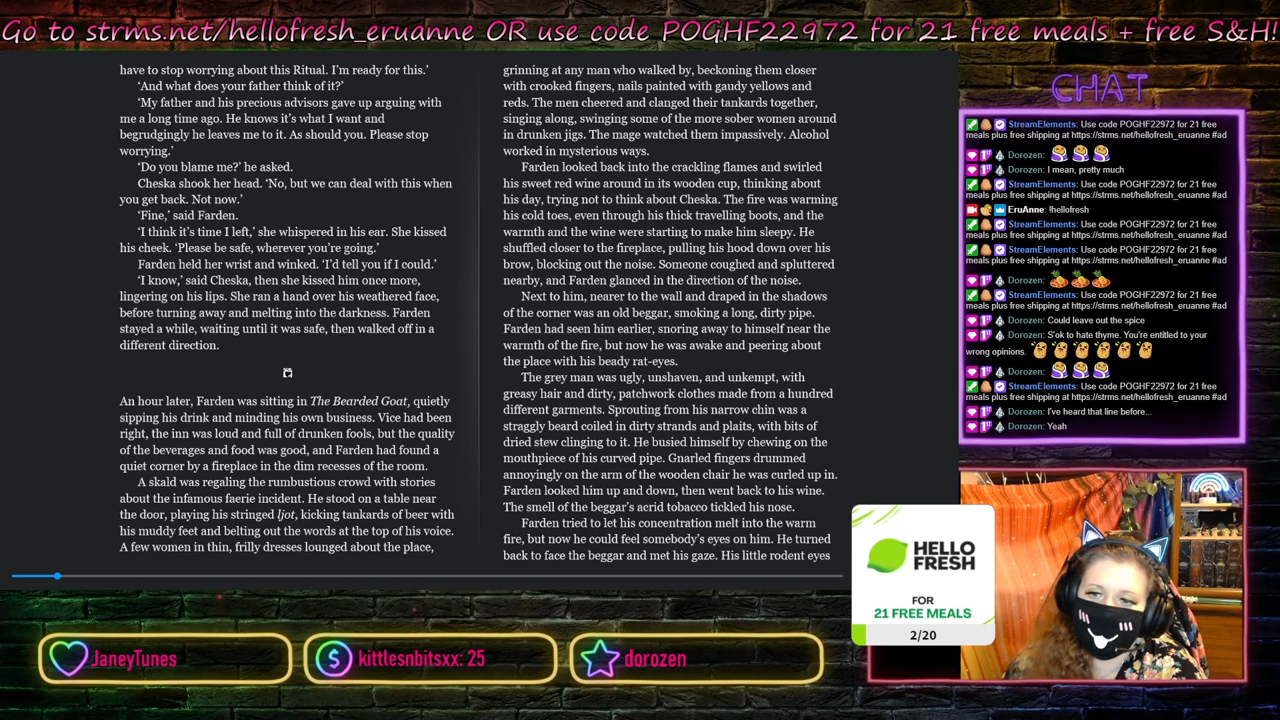 Go to strms.net/hellofresh_eruanne OR use code POGHF22972 for 21 free meals + free S&H!
have to stop worrying about this Ritual. I'm ready for this.'
'And what does your father think of it?'
'My father and his precious advisors gave up arguing with
me a long time ago. He knows it's what I want and
begrudgingly he leaves me to it. As should you. Please stop
worrying.'
'Do you blame me?' he asked.
Cheska shook her head. 'No, but we can deal with this when
you get back. Not now.'
'Fine,' said Farden.
'I think it's time I left,' she whispered in his ear. She kissed
his cheek. 'Please be safe, wherever you're going.'
Farden held her wrist and smiled. 'I'd tell you if I could.'
'I know,' said Cheska, then she kissed him once more,
lingering on his lips. She ran a hand over his weathered face,
before turning away and melting into the darkness. Farden
stayed a while, waiting until it was safe, then walked off in a
different direction.
An hour later, Farden was sitting in The Bearded Goat, quietly
sipping his drink and minding his own business. Vice had been
right, the inn was loud and full of drunken fools, but the quality
of the beverages and food was good, and Farden had found a
quiet corner by a fireplace in the dim recesses of the room.
A skald was regaling the rumbustious crowd with stories
about the infamous faerie incident. He stood on a table near
the door, playing his stringed ljot, kicking tankards of beer with
his muddy feet and belting out the words at the top of his voice.
A few women in thin, frilly dresses lounged about the place,
grinning at any man who walked by, beckoning them closer
with crooked fingers, nails painted with gaudy yellows and
reds. The men cheered and clanged their tankards together,
singing along, swinging some of the more sober women around
in drunken jigs. The mage watched them impassively. Alcohol
worked in mysterious ways.
Farden looked back into the crackling flames and swirled
his sweet red wine around in its wooden cup, thinking about
his day, trying not to think about Cheska. The fire was warming
his cold toes, even through his thick travelling boots, and the
warmth and the wine were starting to make him sleepy. He
shuffled closer to the fireplace, pulling his hood down over his
brow, blocking out the noise. Someone coughed and spluttered
nearby, and Farden glanced in the direction of the noise.
Next to him, nearer to the wall and draped in the shadows
of the corner was an old beggar, smoking a long, dirty pipe.
Farden had seen him earlier, snoring away to himself near the
warmth of the fire, but now he was awake and peering about
the place with his beady rat-eyes.
The grey man was ugly, unshaven, and unkempt, with
greasy hair and dirty, patchwork clothes made from a hundred
different garments. Sprouting from his narrow chin was a
straggly beard coiled in dirty strands and plaits, with bits of
dried stew clinging to it. He busied himself by chewing on the
mouthpiece of his curved pipe. Gnarled fingers drummed
annoyingly on the arm of the wooden chair he was curled up in.
Farden looked him up and down, then went back to his wine.
The smell of the beggar's acrid tobacco tickled his nose.
Farden tried to let his concentration melt into the warm
fire, but now he could feel somebody's eyes on him. He turned
back to face the beggar and met his gaze. His little rodent eyes
CHAT
StreamElements: Use code POGHF22972 for 21 free
meals plus free shipping at https://strms.net/hellofresh_eruanne #ad
Dorozen:
Dorozen: I mean, pretty much
StreamElements: Use code POGHF22972 for 21 free
meals plus free shipping at https://strms.net/hellofresh_eruanne #ad
EruAnne: !hellofresh
StreamElements: Use code POGHF22972 for 21 free
meals plus free shipping at https://strms.net/hellofresh_eruanne #ad
StreamElements: Use code POGHF22972 for 21 free
meals plus free shipping at https://strms.net/hellofresh_eruanne #ad
Dorozen:
StreamElements: Use code POGHF22972 for 21 free
meals plus free shipping at https://strms.net/hellofresh_eruanne #ad
Dorozen: Could leave out the spice
Dorozen: S'ok to hate thyme. You're entitled to your
wrong opinions.
Dorozen:
StreamElements: Use code POGHF22972 for 21 free
meals plus free shipping at https://strms.net/hellofresh_eruanne #ad
Dorozen: I've heard that line before...
Dorozen: Yeah
HELLO
FRESH
FOR
21 FREE MEALS
2/20
JaneyTunes
kittlesnbitsxx: 25
dorozen